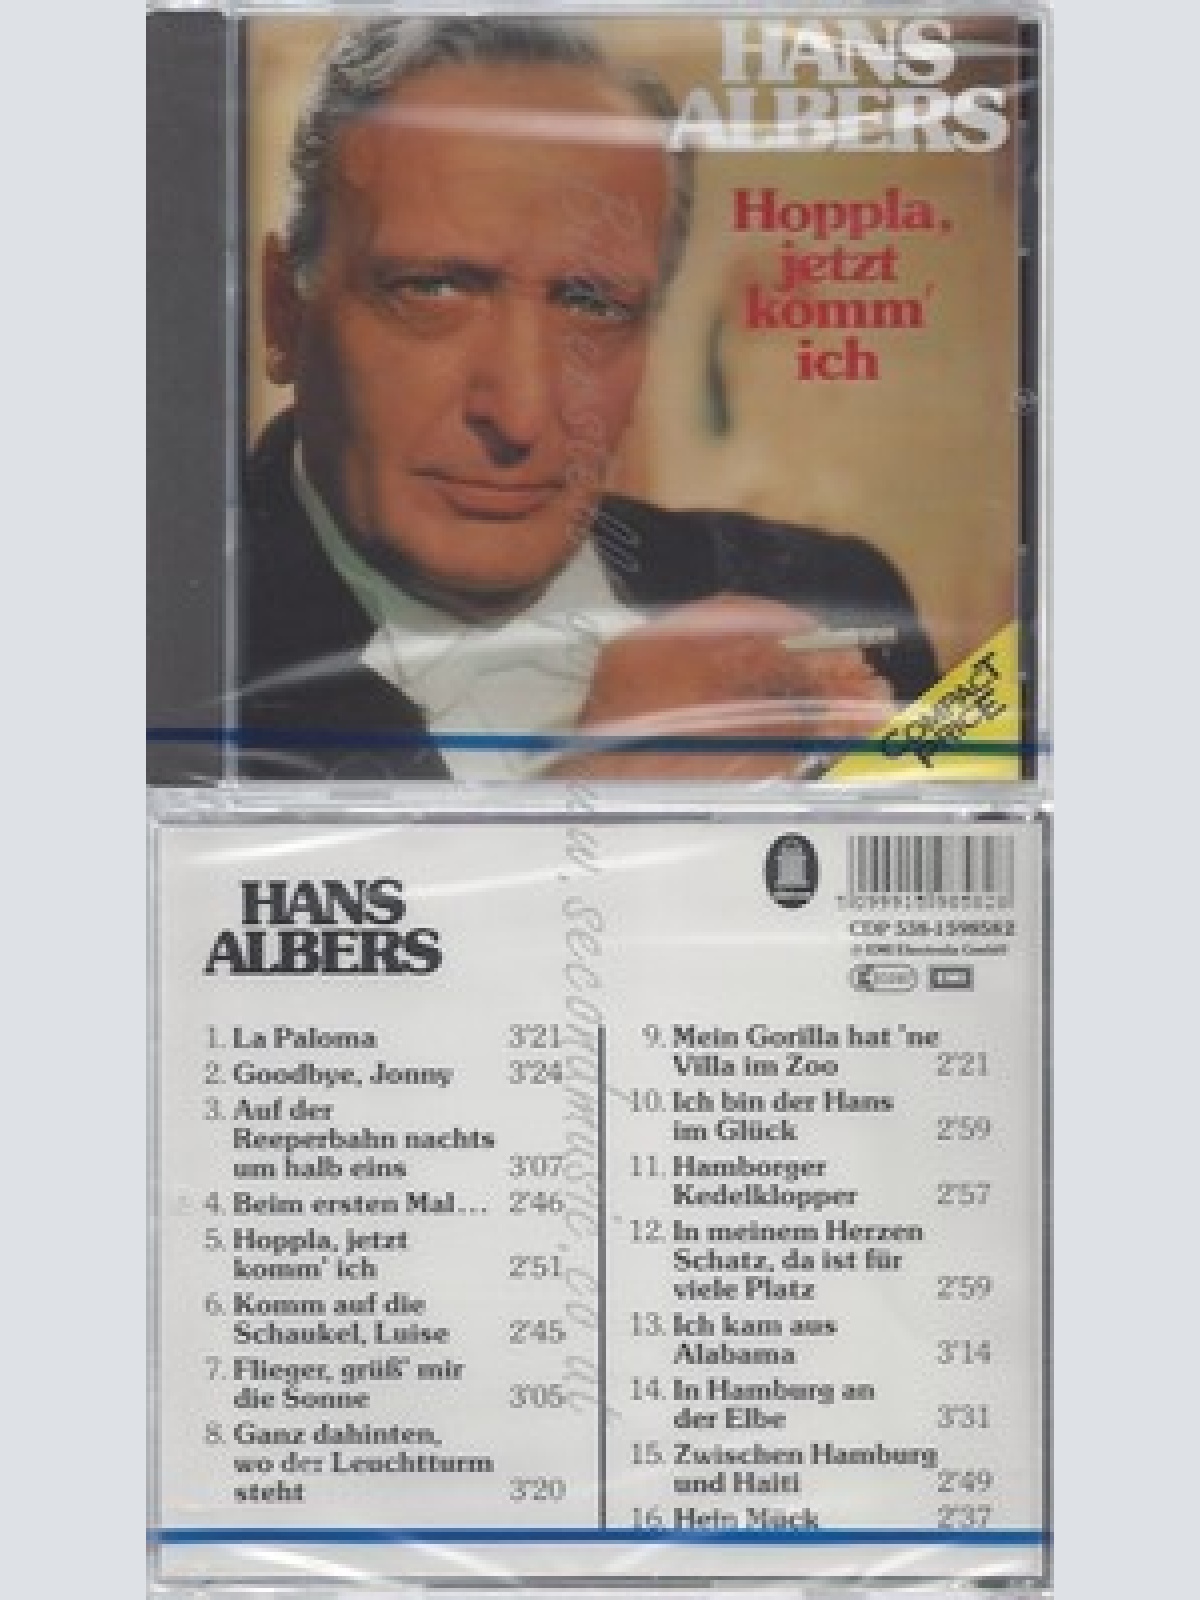 HANS
ALBERS
Hoppla,
jetzt
komm'
ich
COMPACT
PRICE
HANS
ALBERS
1. La Paloma 3'21
2. Goodbye, Jonny 3'24
3. Auf der
Reeperbahn nachts
um halb eins 3'07
4. Beim ersten Mal... 2'46
5. Hoppla, jetzt
komm' ich 2'51
6. Komm auf die
Schaukel, Luise 2'45
7. Flieger, grüß' mir
die Sonne 3'05
8. Ganz dahinten,
wo der Leuchtturm
steht 3'20
9. Mein Gorilla hat 'ne
Villa im Zoo 2'21
10. Ich bin der Hans
im Glück 2'59
11. Hamborger
Kedelklopper 2'57
12. In meinem Herzen
Schatz, da ist für
viele Platz 2'59
13. Ich kam aus
Alabama 3'14
14. In Hamburg an
der Elbe 3'31
15. Zwischen Hamburg
und Haiti 2'49
16. Hein Mück 2'37